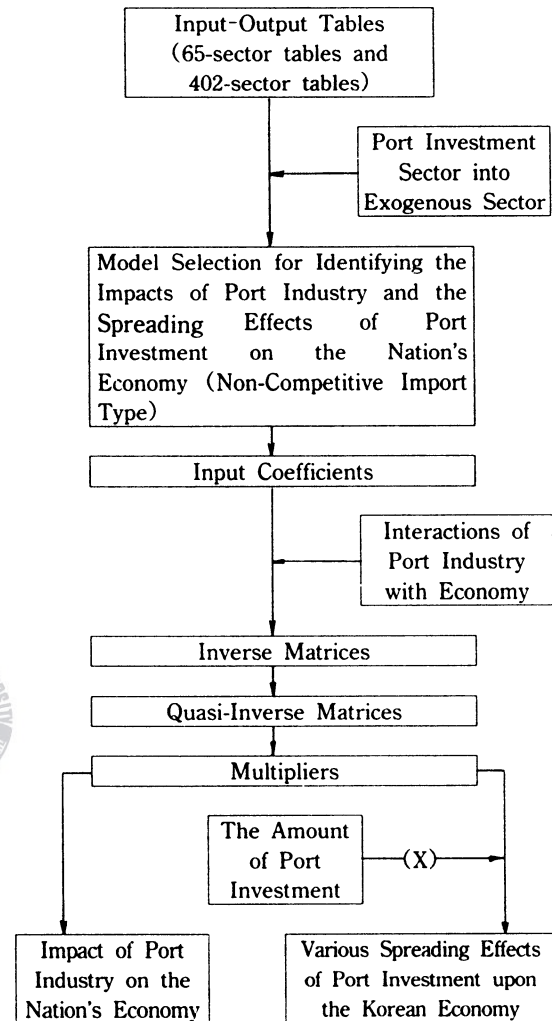 Input-Output Tables
(65-sector tables and
402-sector tables)
Port Investment
Sector into
Exogenous Sector
Model Selection for Identifying the
Impacts of Port Industry and the
Spreading Effects of Port
Investment on the Nation's
Economy (Non-Competitive Import
Type)
Input Coefficients
Interactions of
Port Industry
with Economy
Inverse Matrices
Quasi-Inverse Matrices
Multipliers
The Amount
of Port
Investment
(X)
Impact of Port
Industry on the
Nation's Economy
Various Spreading Effects
of Port Investment upon
the Korean Economy